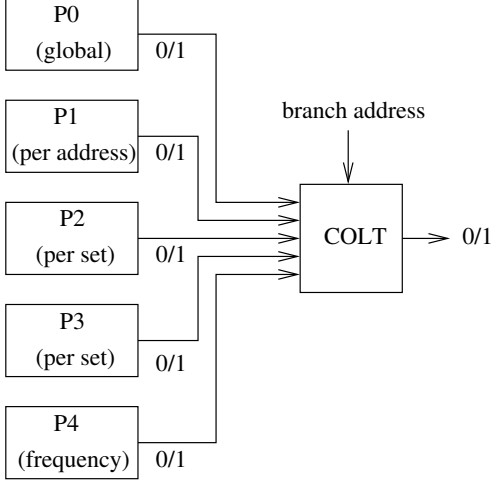 P0
(global)
0/1
P1
(per address)
0/1
branch address
P2
(per set)
0/1
COLT
0/1
P3
(per set)
0/1
P4
(frequency)
0/1